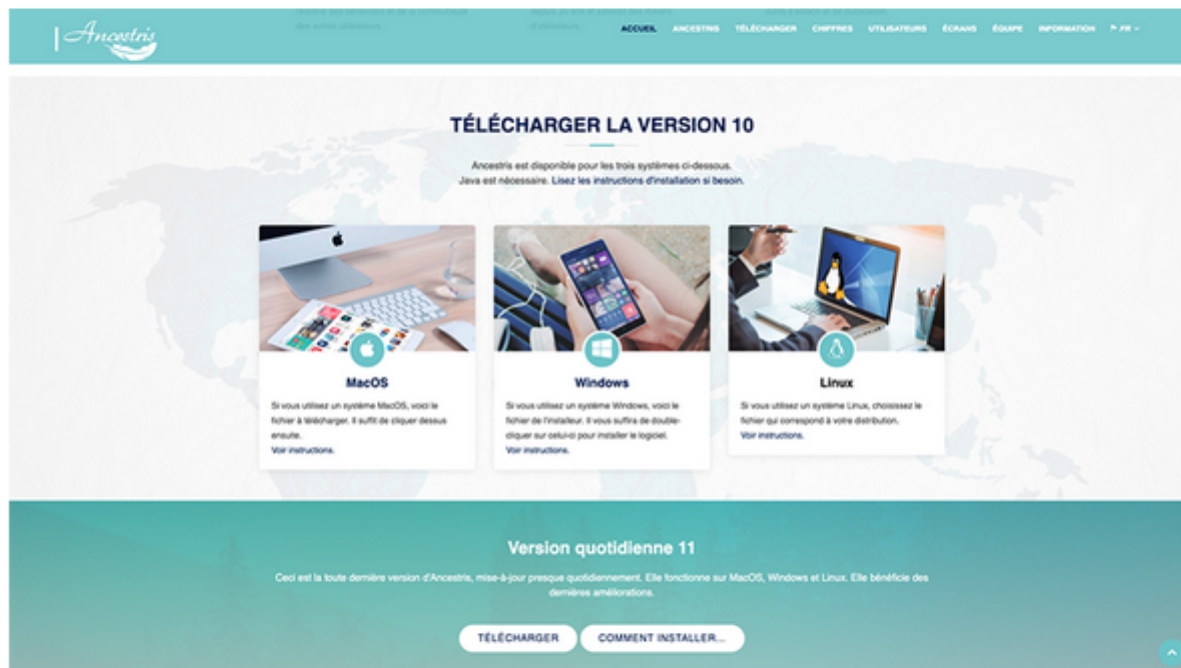 des autres utilisateurs.
d'utilisateurs.
Ancestris
ACCUEIL ANCESTRIS TÉLÉCHARGER CHIFFRES UTILISATEURS ÉCRANS ÉQUIPE INFORMATION FR
TÉLÉCHARGER LA VERSION 10
Ancestris est disponible pour les trois systèmes ci-dessous.
Java est nécessaire. Lisez les instructions d'installation si besoin.
MacOS
Si vous utilisez un système MacOS, voici le
fichier à télécharger. Il suffit de cliquer dessus
ensuite.
Voir instructions.
Windows
Si vous utilisez un système Windows, voici le
fichier de l'installeur. Il vous suffira de double-
cliquer sur celui-ci pour installer le logiciel.
Voir instructions.
Linux
Si vous utilisez un système Linux, choisissez le
fichier qui correspond à votre distribution.
Voir instructions.
Version quotidienne 11
Ceci est la toute dernière version d'Ancestris, mise-à-jour presque quotidiennement. Elle fonctionne sur MacOS, Windows et Linux. Elle bénéficie des
dernières améliorations.
TÉLÉCHARGER COMMENT INSTALLER...